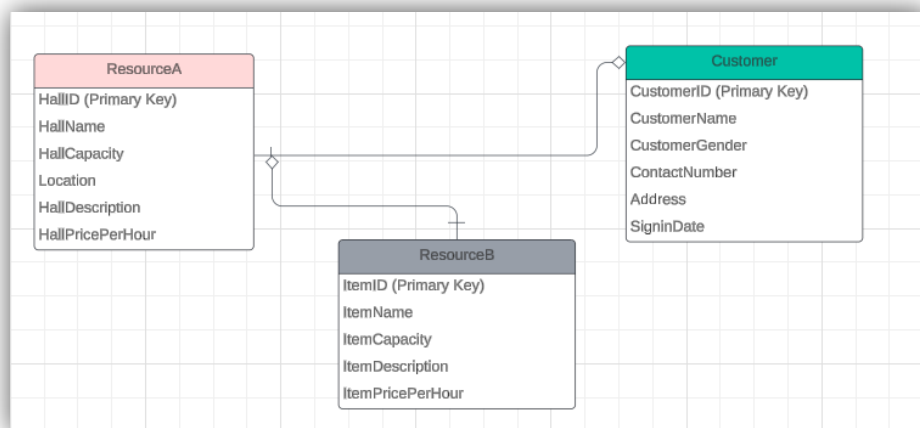 ResourceA
HallID (Primary Key)
HallName
HallCapacity
Location
HallDescription
HallPricePerHour
Customer
CustomerID (Primary Key)
CustomerName
CustomerGender
ContactNumber
Address
SigninDate
ResourceB
ItemID (Primary Key)
ItemName
ItemCapacity
ItemDescription
ItemPricePerHour